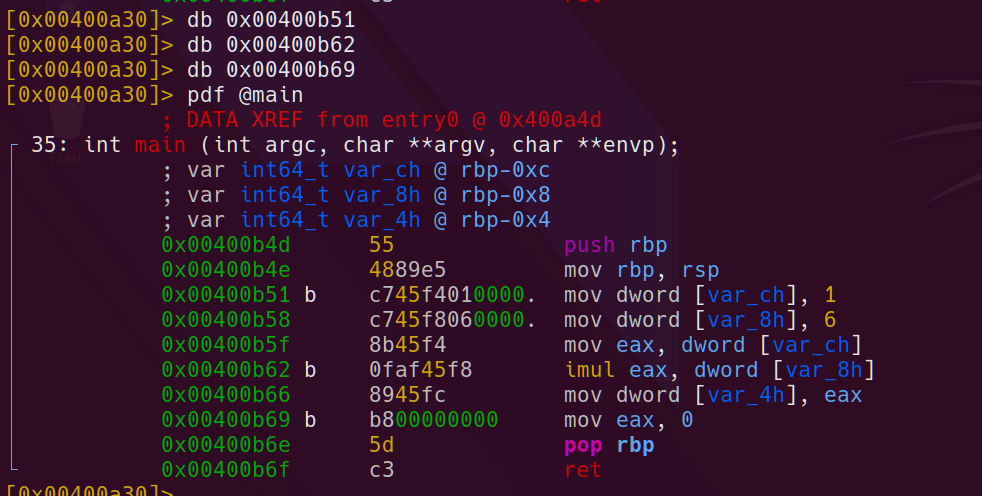 [0x00400a30]> db 0x00400b51
[0x00400a30]> db 0x00400b62
[0x00400a30]> db 0x00400b69
[0x00400a30]> pdf @main
; DATA XREF from entry0 @ 0x400a4d
35: int main (int argc, char **argv, char **envp);
; var int64_t var_ch @ rbp-0xc
; var int64_t var_8h @ rbp-0x8
; var int64_t var_4h @ rbp-0x4
0x00400b4d 55 push rbp
0x00400b4e 4889e5 mov rbp, rsp
0x00400b51 b c745f4010000. mov dword [var_ch], 1
0x00400b58 c745f8060000. mov dword [var_8h], 6
0x00400b5f 8b45f4 mov eax, dword [var_ch]
0x00400b62 b 0faf45f8 imul eax, dword [var_8h]
0x00400b66 8945fc mov dword [var_4h], eax
0x00400b69 b b800000000 mov eax, 0
0x00400b6e 5d pop rbp
0x00400b6f c3 ret
[0x00400a30]>